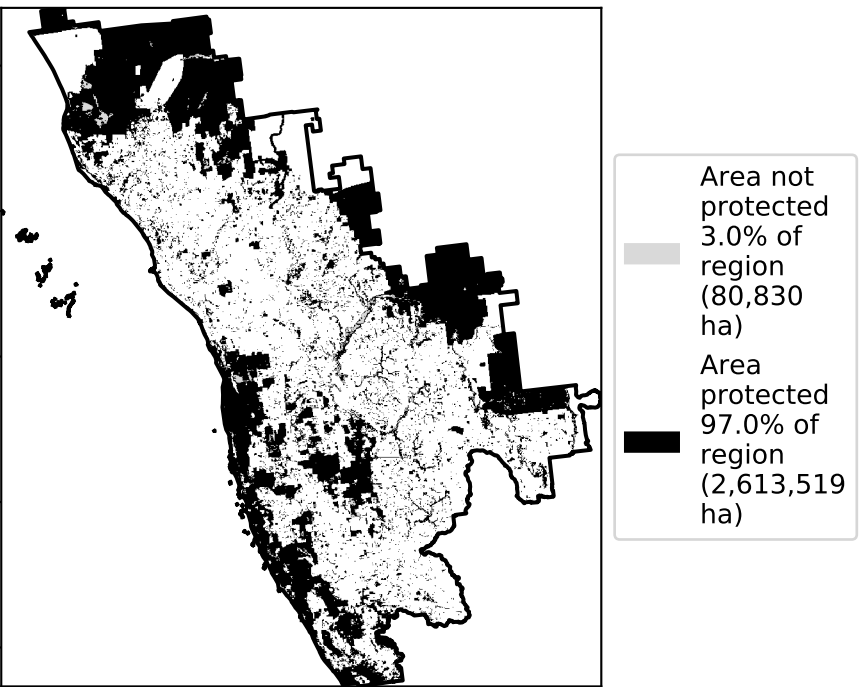 Area not
protected
3.0% of
region
(80,830
ha)
Area
protected
97.0% of
region
(2,613,519
ha)